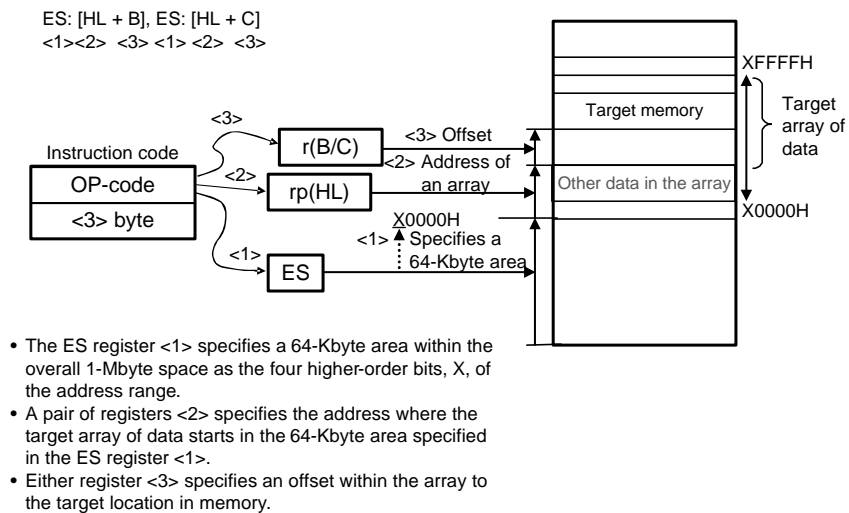 ES: [HL + B], ES: [HL + C]
<1><2> <3> <1> <2> <3>
XFFFFH
Target memory
Target
array of
data
<3>
r(B/C)
<3> Offset
Instruction code
OP-code
<3> byte
<2>
rp(HL)
<2> Address of
an array
Other data in the array
X0000H
X0000H
<1> Specifies a
64-Kbyte area
<1>
ES
• The ES register <1> specifies a 64-Kbyte area within the
overall 1-Mbyte space as the four higher-order bits, X, of
the address range.
• A pair of registers <2> specifies the address where the
target array of data starts in the 64-Kbyte area specified
in the ES register <1>.
• Either register <3> specifies an offset within the array to
the target location in memory.